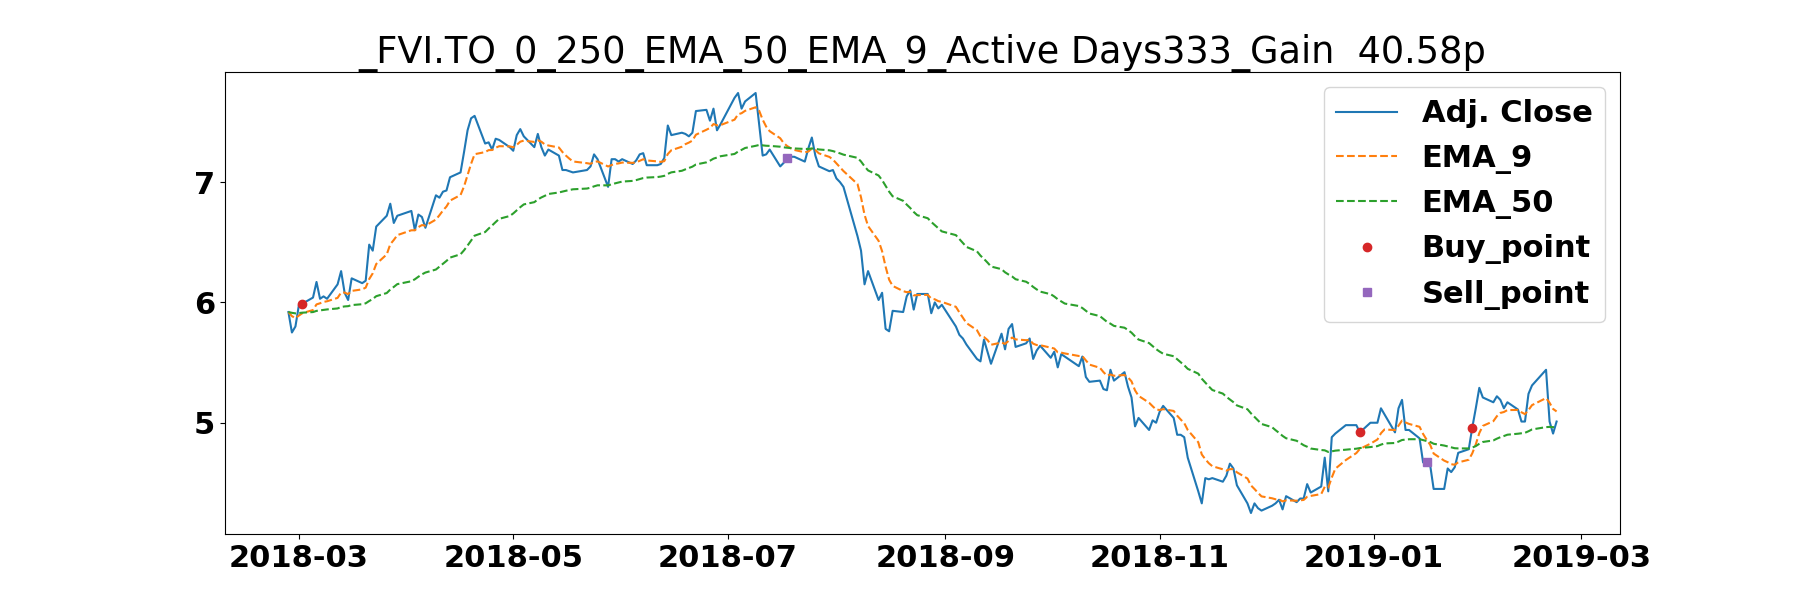 _FVI.TO_0_250_EMA_50_EMA_9_Active Days333_Gain  40.58p
Adj. Close
EMA_9
EMA_50
Buy_point
Sell_point
7
6
5
2018-03 2018-05 2018-07 2018-09 2018-11 2019-01 2019-03